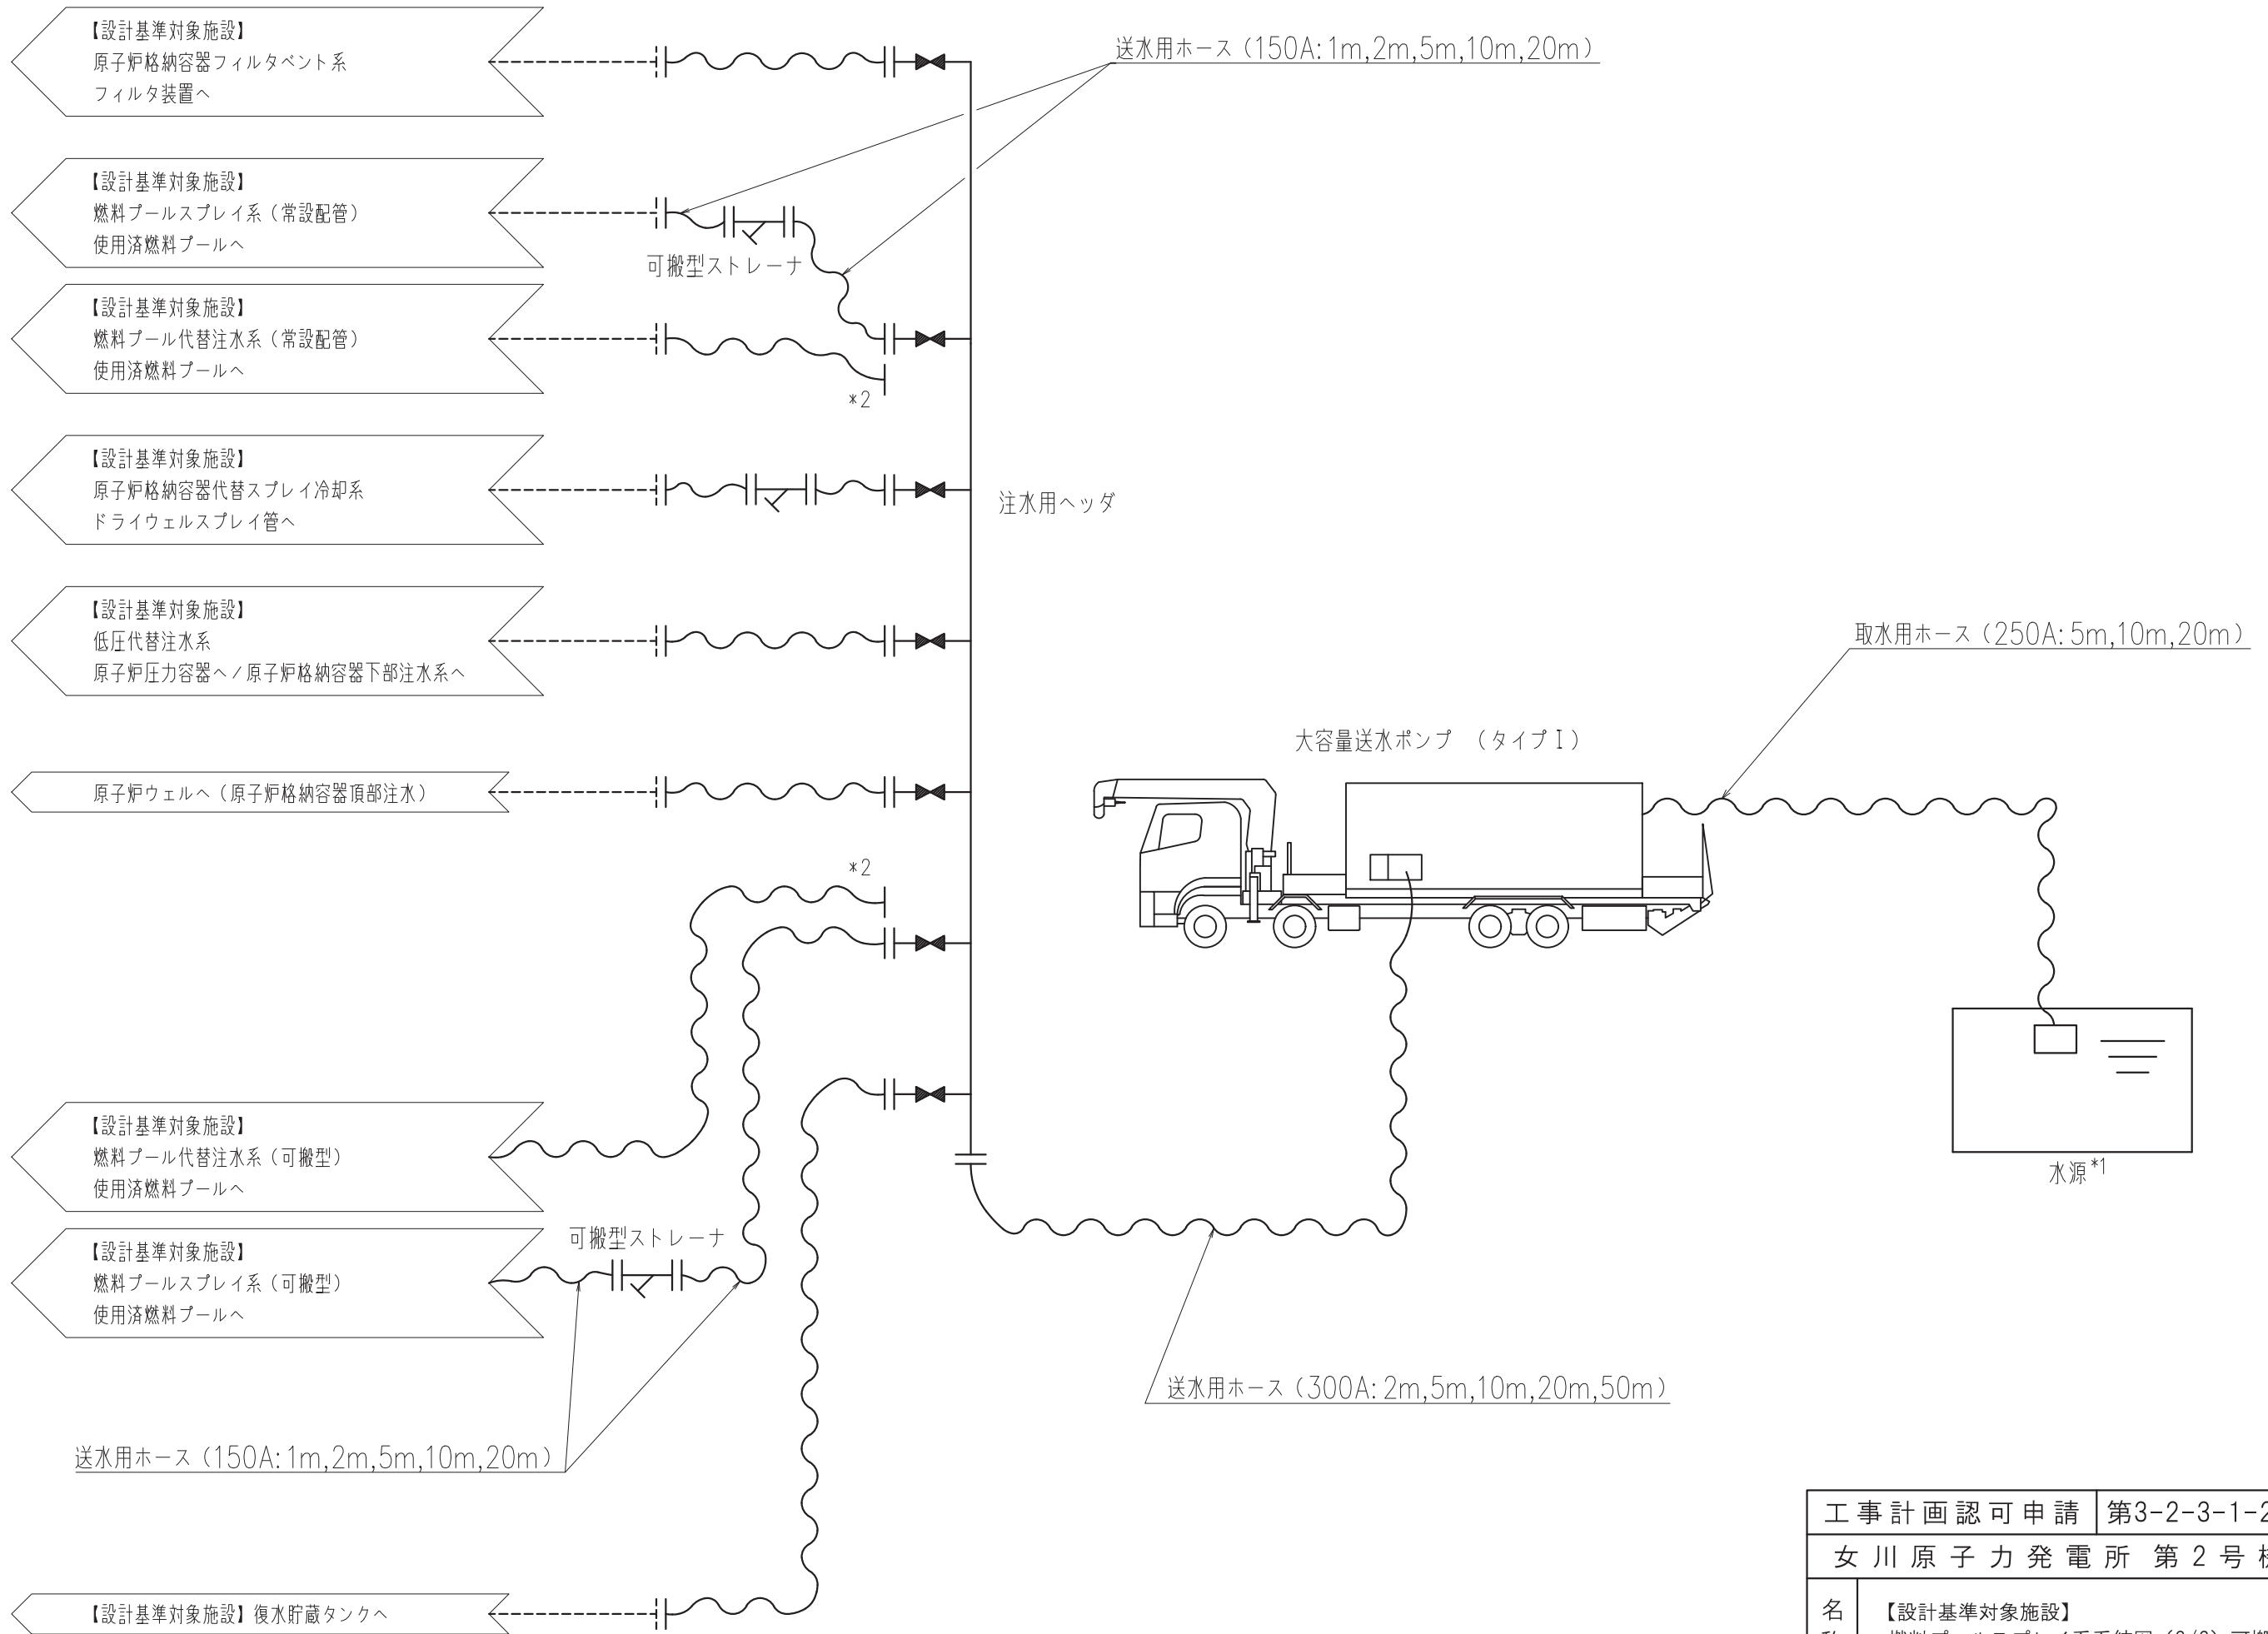 【設計基準対象施設】
原子炉格納容器フィルタベント系
フィルタ装置へ
送水用ホース（150A:1m,2m,5m,10m,20m）
【設計基準対象施設】
燃料プールスプレイ系（常設配管）
使用済燃料プールへ
可搬型ストレーナ
【設計基準対象施設】
燃料プール代替注水系（常設配管）
使用済燃料プールへ
*2
【設計基準対象施設】
原子炉格納容器代替スプレイ冷却系
ドライウェルスプレイ管へ
注水用ヘッダ
【設計基準対象施設】
低圧代替注水系
原子炉圧力容器へ／原子炉格納容器下部注水系へ
取水用ホース（250A:5m,10m,20m）
大容量送水ポンプ （タイプⅠ）
原子炉ウェルへ（原子炉格納容器頂部注水）
*2
【設計基準対象施設】
燃料プール代替注水系（可搬型）
使用済燃料プールへ
水源*1
可搬型ストレーナ
【設計基準対象施設】
燃料プールスプレイ系（可搬型）
使用済燃料プールへ
送水用ホース（300A:2m,5m,10m,20m,50m）
送水用ホース（150A:1m,2m,5m,10m,20m）
【設計基準対象施設】復水貯蔵タンクへ
工事計画認可申請 第3-2-3-1-2
女川原子力発電所 第2号
名
【設計基準対象施設】